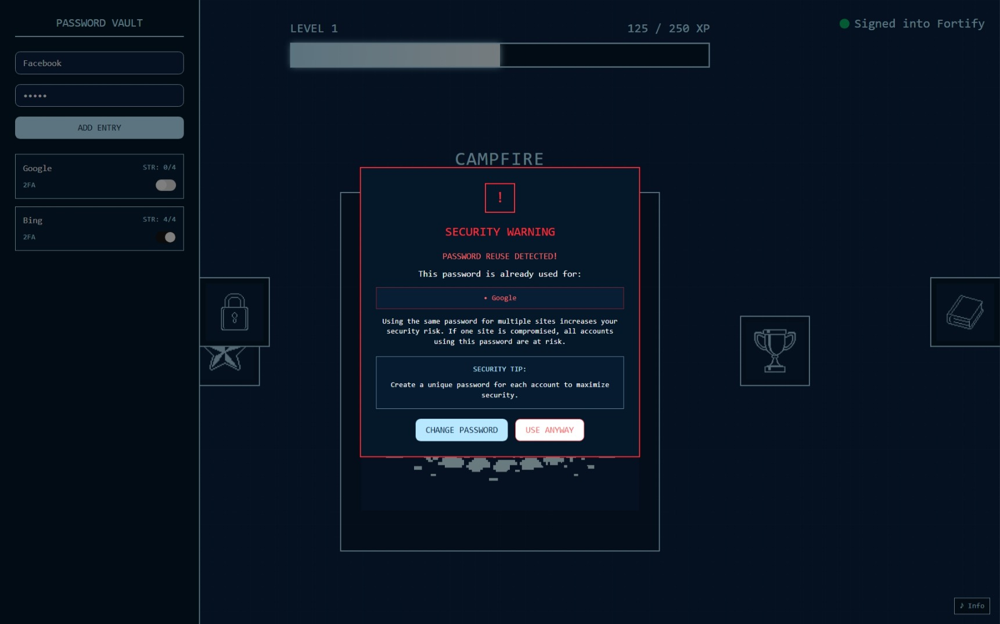 PASSWORD VAULT
Facebook
•••••
ADD ENTRY
Google
STR: 0/4
2FA
Bing
STR: 4/4
2FA
LEVEL 1
125 / 250 XP
Signed into Fortify
CAMPFIRE
!
SECURITY WARNING
PASSWORD REUSE DETECTED!
This password is already used for:
• Google
Using the same password for multiple sites increases your
security risk. If one site is compromised, all accounts
using this password are at risk.
SECURITY TIP:
Create a unique password for each account to maximize
security.
CHANGE PASSWORD
USE ANYWAY
♪ Info